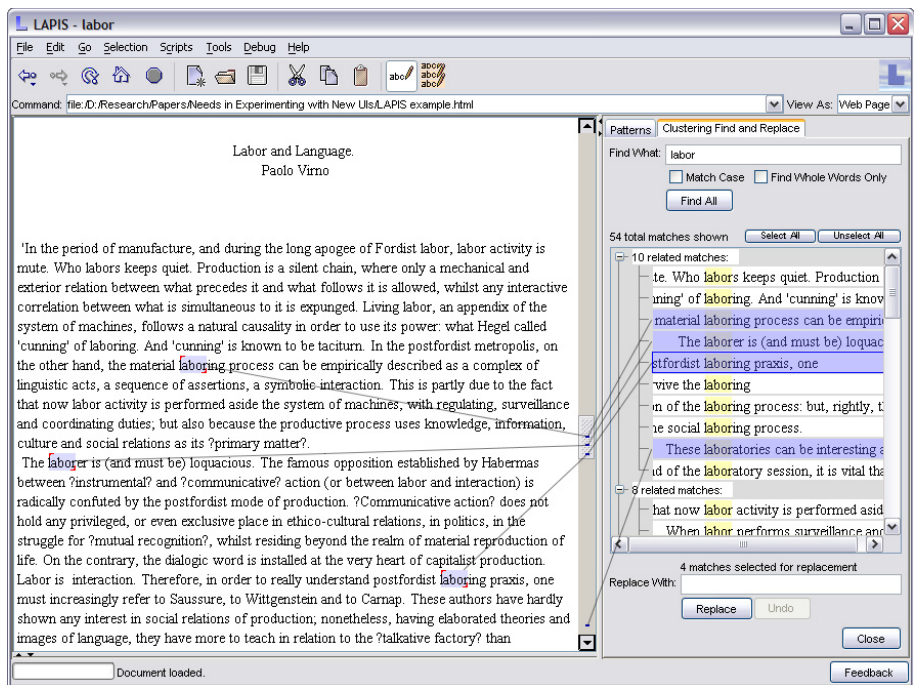 LAPIS - labor
File Edit Go Selection Scripts Tools Debug Help
abc
abc
abc
abc
Command: file:/D:/Research/Papers/Needs in Experimenting with New UIs/LAPIS example.html
View As: Web Page
Labor and Language.
Paolo Virno
'In the period of manufacture, and during the long apogee of Fordist labor, labor activity is
mute. Who labors keeps quiet. Production is a silent chain, where only a mechanical and
exterior relation between what precedes it and what follows it is allowed, whilst any interactive
correlation between what is simultaneous to it is expunged. Living labor, an appendix of the
system of machines, follows a natural causality in order to use its power: what Hegel called
'cunning' of laboring. And 'cunning' is known to be taciturn. In the postfordist metropolis, on
the other hand, the material laboring process can be empirically described as a complex of
linguistic acts, a sequence of assertions, a symbolic interaction. This is partly due to the fact
that now labor activity is performed aside the system of machines, with regulating, surveillance
and coordinating duties; but also because the productive process uses knowledge, information,
culture and social relations as its ?primary matter?.
The laborer is (and must be) loquacious. The famous opposition established by Habermas
between ?instrumental? and ?communicative? action (or between labor and interaction) is
radically confuted by the postfordist mode of production. ?Communicative action? does not
hold any privileged, or even exclusive place in ethico-cultural relations, in politics, in the
struggle for ?mutual recognition?, whilst residing beyond the realm of material reproduction of
life. On the contrary, the dialogic word is installed at the very heart of capitalist production.
Labor is interaction. Therefore, in order to really understand postfordist laboring praxis, one
must increasingly refer to Saussure, to Wittgenstein and to Carnap. These authors have hardly
shown any interest in social relations of production; nonetheless, having elaborated theories and
images of language, they have more to teach in relation to the ?talkative factory? than
Patterns Clustering Find and Replace
Find What: labor
Match Case Find Whole Words Only
Find All
54 total matches shown Select All Unselect All
10 related matches:
te. Who labors keeps quiet. Production
nning' of laboring. And 'cunning' is know
material laboring process can be empiri
The laborer is (and must be) loquac
stfordist laboring praxis, one
rvive the laboring
on of the laboring process: but, rightly, t
ne social laboring process.
These laboratories can be interesting a
nd of the laboratory session, it is vital tha
8 related matches:
hat now labor activity is performed asid
When labor performs surveillance and
4 matches selected for replacement
Replace With:
Replace Undo
Close
Document loaded.
Feedback